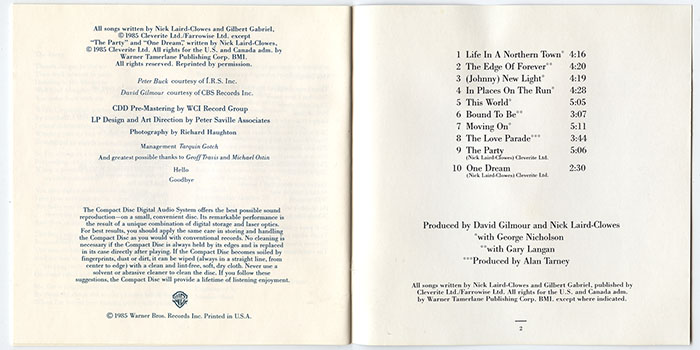 All songs written by Nick Laird-Clowes and Gilbert Gabriel,
℗1985 Cleverite Ltd./Farrowise Ltd. except
"The Party" and "One Dream," written by Nick Laird-Clowes,
℗1985 Cleverite Ltd. All rights for the U.S. and Canada adm. by
Warner Tamerlane Publishing Corp. BMI.
All rights reserved. Reprinted by permission.
Peter Buck courtesy of I.R.S. Inc.
David Gilmour courtesy of CBS Records Inc.
CDD Pre-Mastering by WCI Record Group
LP Design and Art Direction by Peter Saville Associates
Photography by Richard Haughton
Management Tarquin Gotch
And greatest possible thanks to Geoff Travis and Michael Ostin
Hello
Goodbye
The Compact Disc Digital Audio System offers the best possible sound
reproduction—on a small, convenient disc. Its remarkable performance is
the result of a unique combination of digital storage and laser optics.
For best results, you should apply the same care in storing and handling
the Compact Disc as you would with conventional records. No cleaning is
necessary if the Compact Disc is always held by its edges and is replaced
in its case directly after playing. If the Compact Disc becomes soiled by
fingerprints, dust or dirt, it can be wiped (always in a straight line, from
center to edge) with a clean and lint-free, soft, dry cloth. Never use a
solvent or abrasive cleaner to clean the disc. If you follow these
suggestions, the Compact Disc will provide a lifetime of listening enjoyment.
℗1985 Warner Bros. Records Inc. Printed in U.S.A.
1 Life In A Northern Town* 4:16
2 The Edge Of Forever** 4:20
3 (Johnny) New Light* 4:19
4 In Places On The Run* 4:28
5 This World* 5:05
6 Bound To Be** 3:07
7 Moving On* 5:11
8 The Love Parade*** 3:44
9 The Party 5:06
(Nick Laird-Clowes) Cleverite Ltd.
10 One Dream 2:30
(Nick Laird-Clowes) Cleverite Ltd.
Produced by David Gilmour and Nick Laird-Clowes
*with George Nicholson
**with Gary Langan
***Produced by Alan Tarney
All songs written by Nick Laird-Clowes and Gilbert Gabriel, published by
Cleverite Ltd./Farrowise Ltd. All rights for the U.S. and Canada adm.
by Warner Tamerlane Publishing Corp. BMI. except where indicated.
2